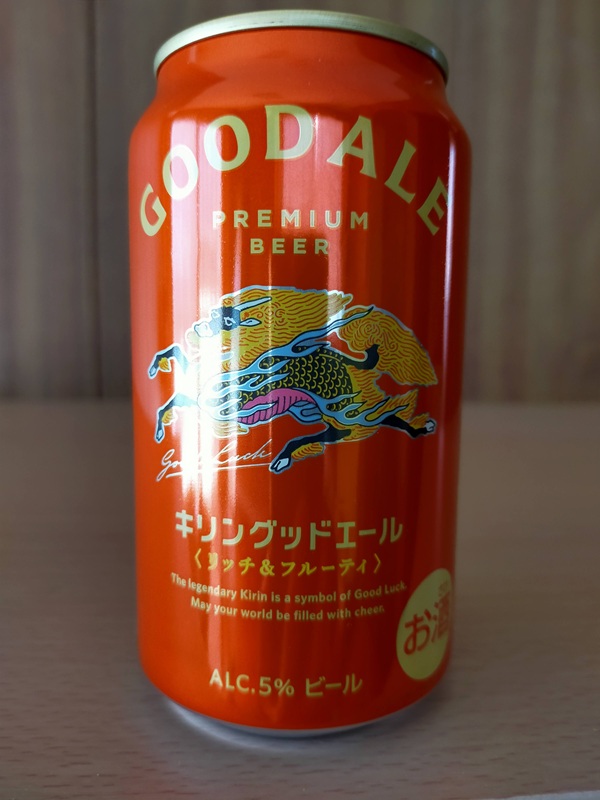 GOOD ALE
PREMIUM
BEER
Good Luck
キリングッドエール
〈リッチ&フルーティ〉
The legendary Kirin is a symbol of Good Luck.
May your world be filled with cheer.
お酒
ALC.5% ビール